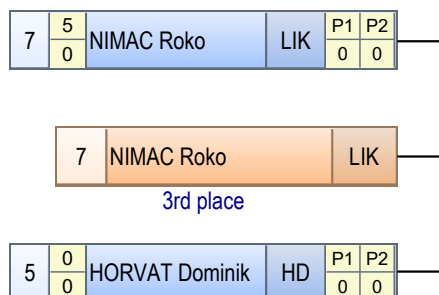 7 5 0 NIMAC Roko LIK P1 P2 0 0
7 NIMAC Roko LIK
3rd place
5 0 0 HORVAT Dominik HD P1 P2 0 0